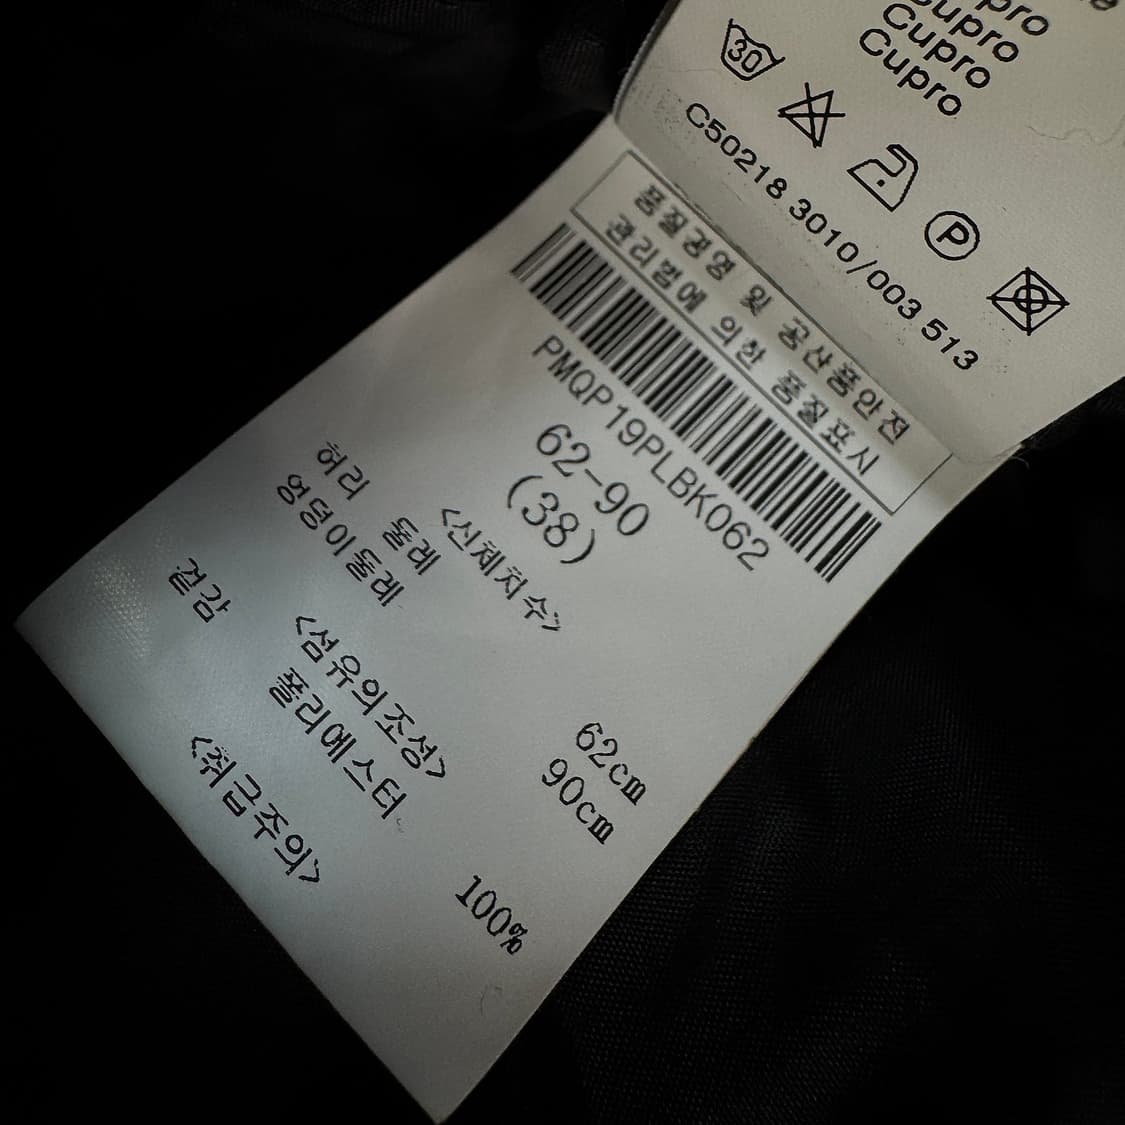 Cupro
Cupro
Cupro
30
P
C50218 3010/003 513
품질경영 및 공산품안전
관리법에 의한 품질표시
PMQP19PLBK062
62-90
(38)
<신체치수>
허리 둘레 62cm
엉덩이둘레 90cm
<섬유의조성>
겉감 폴리에스터 100%
<취급주의>